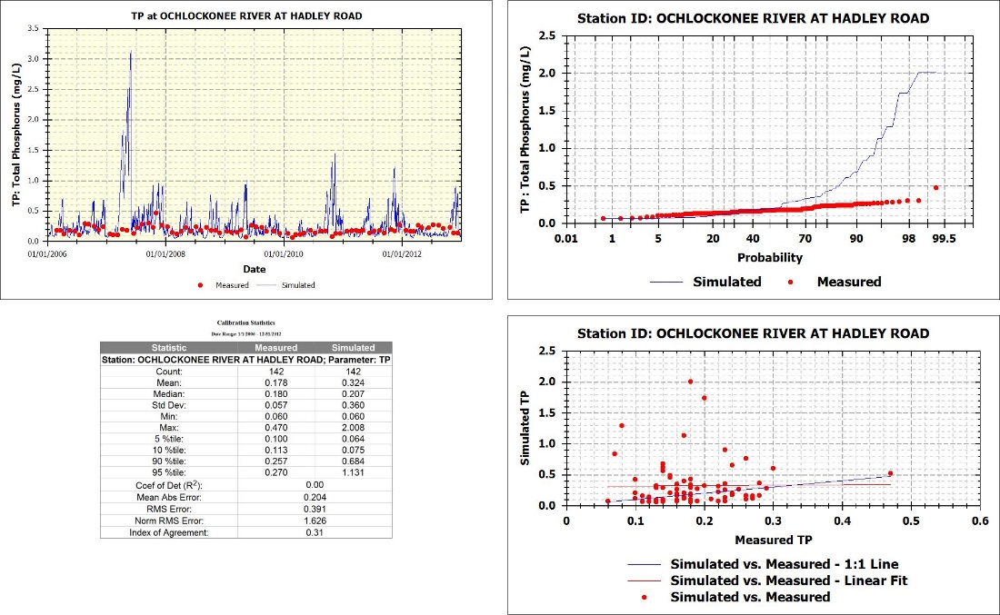 TP at OCHLOCKONEE RIVER AT HADLEY ROAD
TP: Total Phosphorus (mg/L)
3.5
3.0
2.5
2.0
1.5
1.0
0.5
0.0
01/01/2006 01/01/2008 01/01/2010 01/01/2012
Date
Measured Simulated
Station ID: OCHLOCKONEE RIVER AT HADLEY ROAD
TP : Total Phosphorus (mg/L)
2.5
2.0
1.5
1.0
0.5
0.0
0.01 1 5 20 40 70 90 98 99.5
Probability
Simulated Measured
Calibration Statistics
Date Range: 1/1/2006 - 12/31/2012
Statistic Measured Simulated
Station: OCHLOCKONEE RIVER AT HADLEY ROAD; Parameter: TP
Count: 142 142
Mean: 0.178 0.324
Median: 0.180 0.207
Std Dev: 0.057 0.360
Min: 0.060 0.060
Max: 0.470 2.008
5 %tile: 0.100 0.064
10 %tile: 0.113 0.075
90 %tile: 0.257 0.684
95 %tile: 0.270 1.131
Coef of Det (R²): 0.00
Mean Abs Error: 0.204
RMS Error: 0.391
Norm RMS Error: 1.626
Index of Agreement: 0.31
Station ID: OCHLOCKONEE RIVER AT HADLEY ROAD
Simulated TP
2.5
2.0
1.5
1.0
0.5
0.0
0 0.1 0.2 0.3 0.4 0.5 0.6
Measured TP
Simulated vs. Measured - 1:1 Line
Simulated vs. Measured - Linear Fit
Simulated vs. Measured